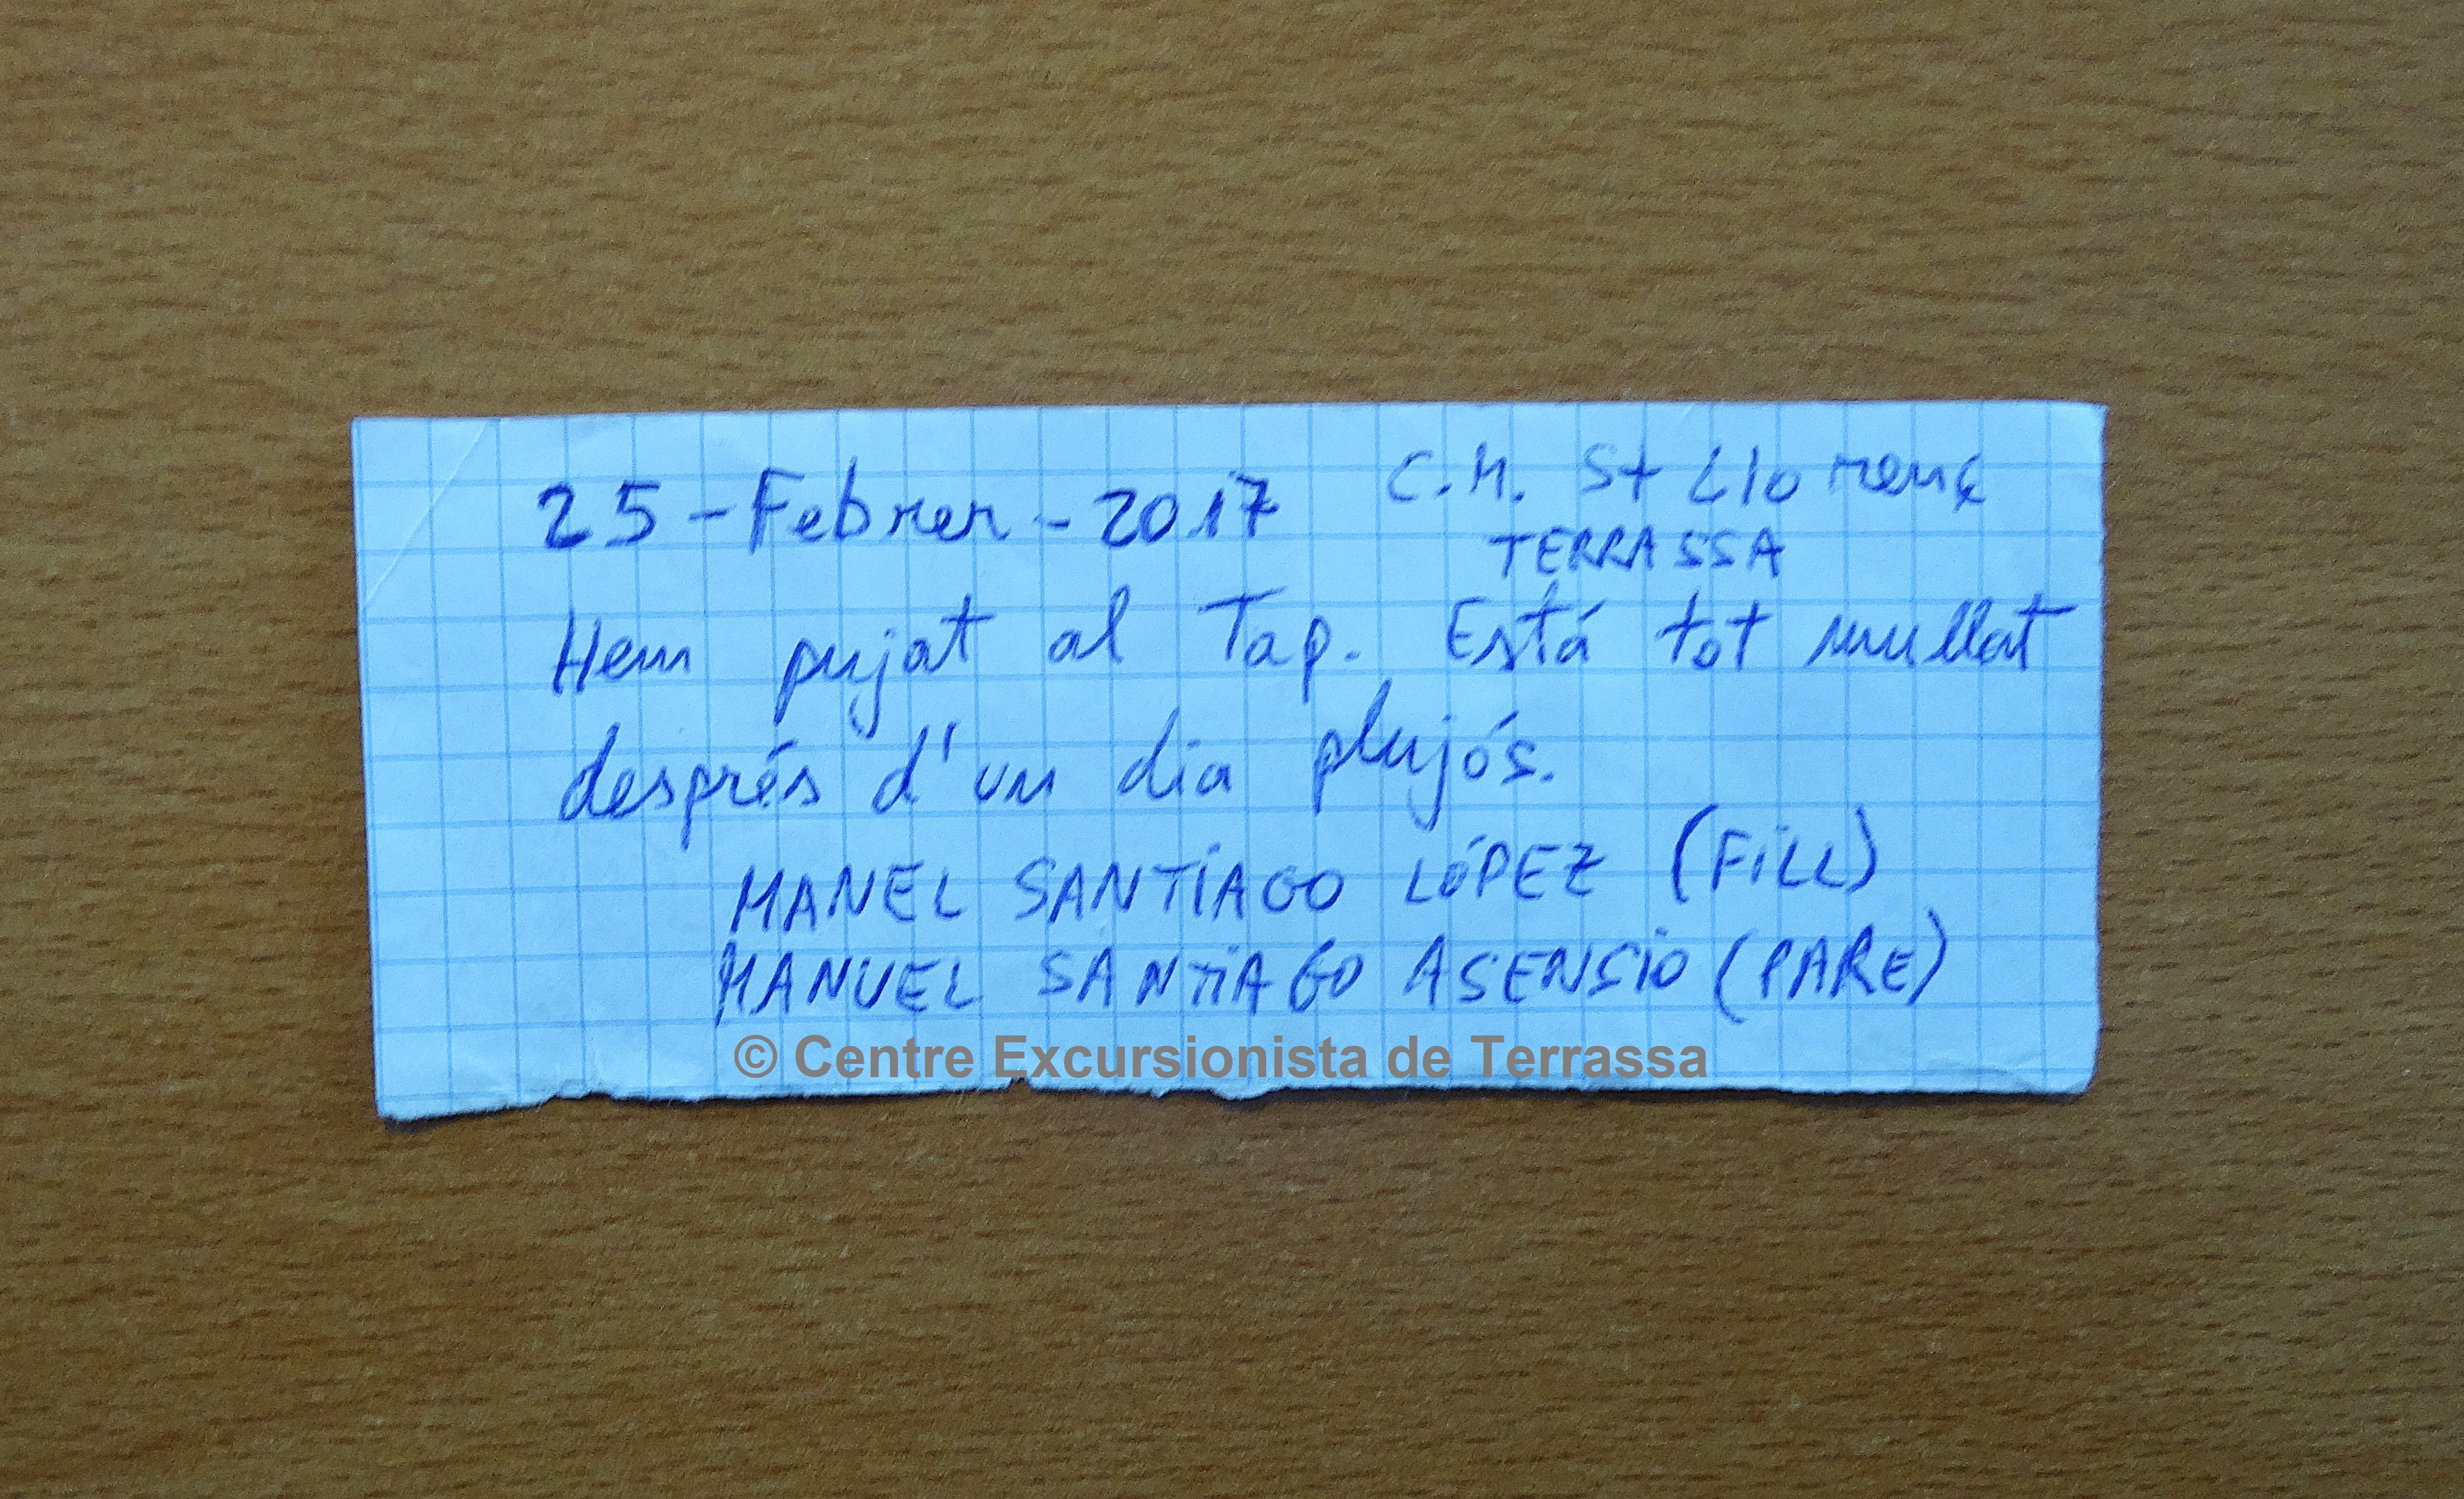 25-Febrer-2017 C.M. St Llorenç
TERRASSA
Hem pujat al Tap. Está tot mullat
després d'un dia plujós.
MANEL SANTIAGO LÓPEZ (FiLL)
MANUEL SANTIAGO ASENSIO (PARE)
© Centre Excursionista de Terrassa